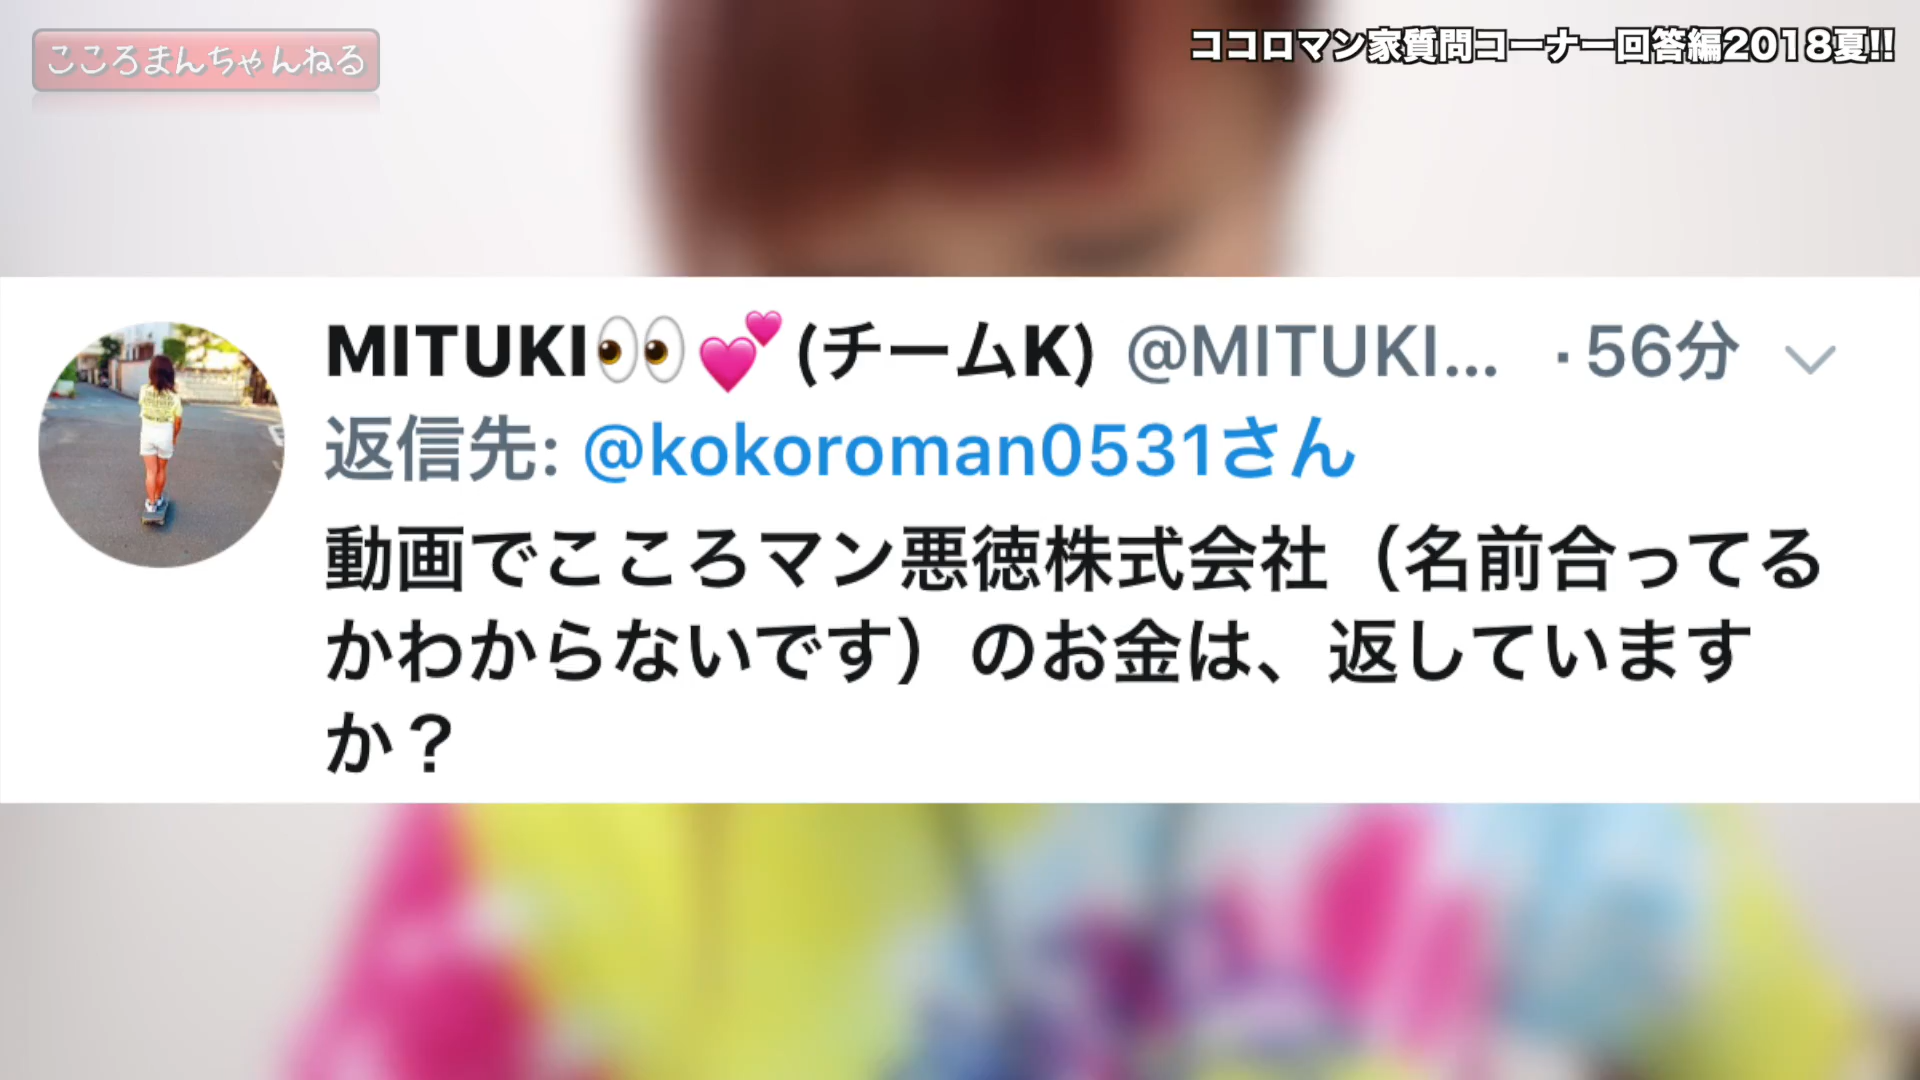 こころまんちゃんねる
ココロマン家質問コーナー回答編2018夏!!
MITUKI👀💕(チームK) @MITUKI... · 56分
返信先: @kokoroman0531さん
動画でこころマン悪徳株式会社（名前合ってる
かわからないです）のお金は、返しています
か？